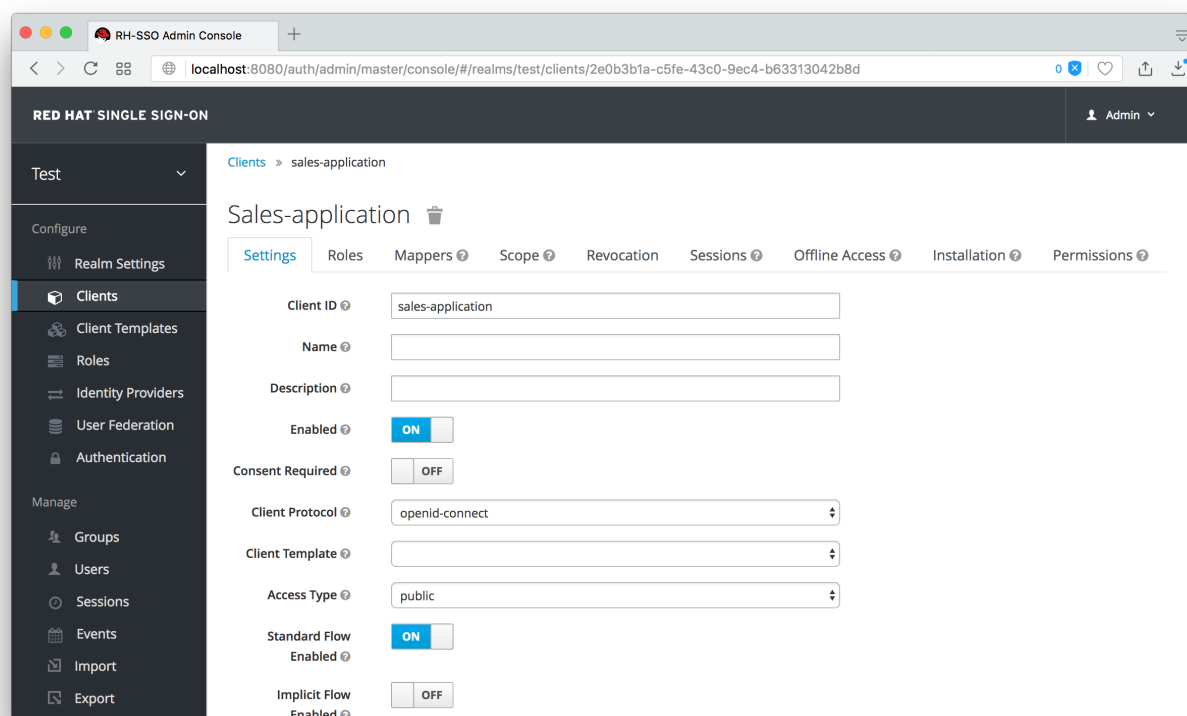 RH-SSO Admin Console
localhost:8080/auth/admin/master/console/#/realms/test/clients/2e0b3b1a-c5fe-43c0-9ec4-b63313042b8d 0
RED HAT SINGLE SIGN-ON Admin
Test
Configure
Realm Settings
Clients
Client Templates
Roles
Identity Providers
User Federation
Authentication
Manage
Groups
Users
Sessions
Events
Import
Export
Clients » sales-application
Sales-application
Settings Roles Mappers Scope Revocation Sessions Offline Access Installation Permissions
Client ID sales-application
Name
Description
Enabled ON
Consent Required OFF
Client Protocol openid-connect
Client Template
Access Type public
Standard Flow ON
Enabled
Implicit Flow OFF
Enabled